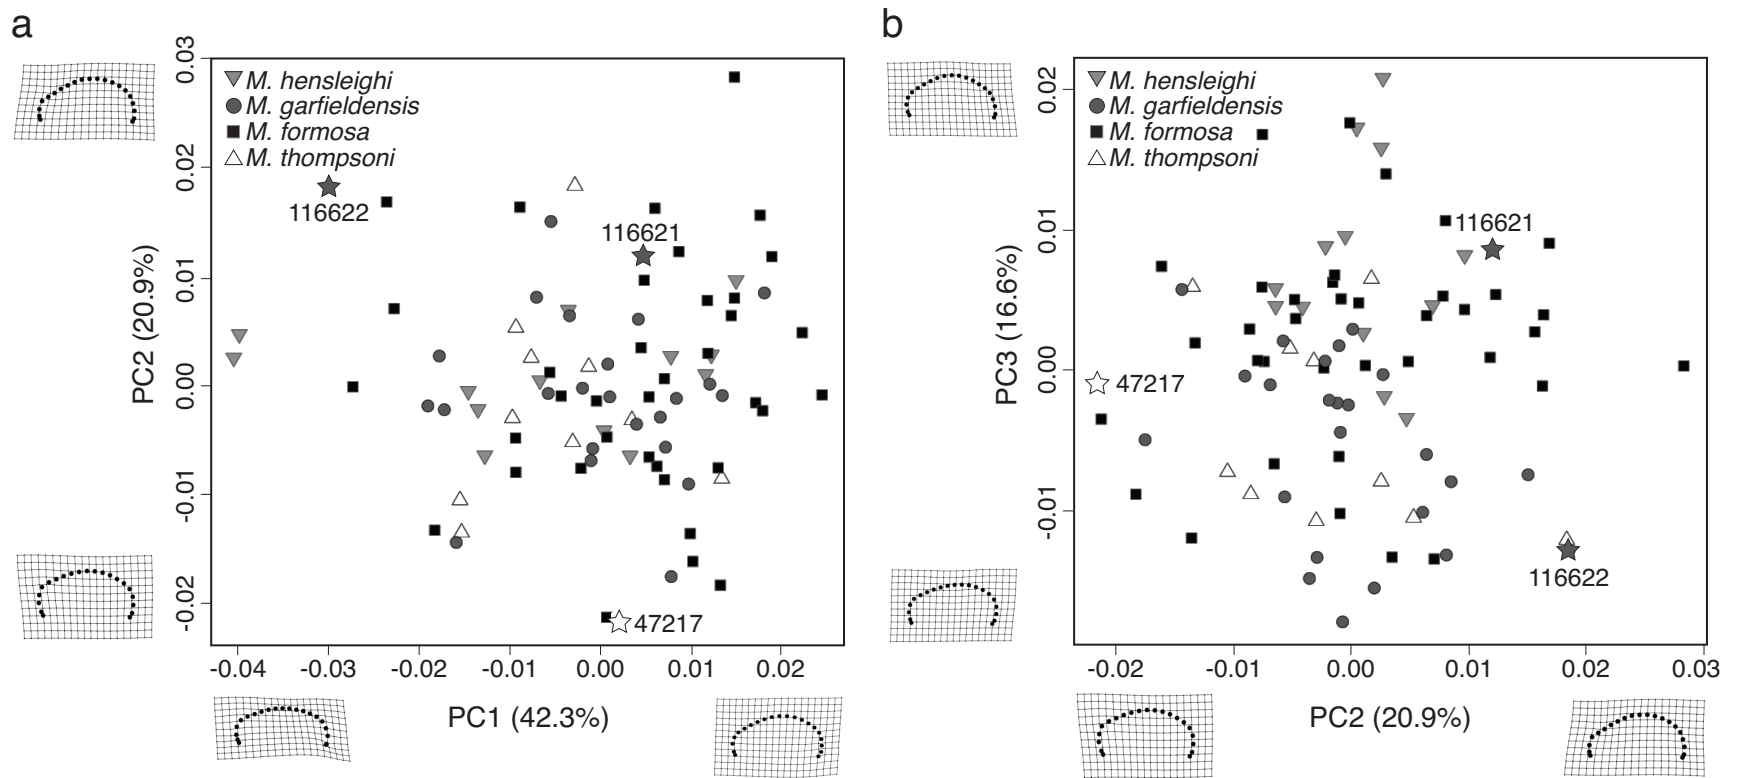 a
M. hensleighi
M. garfieldensis
M. formosa
M. thompsoni
116622
116621
47217
PC2 (20.9%)
0.03
0.02
0.01
0.00
-0.01
-0.02
-0.04
-0.03
-0.02
-0.01
0.00
0.01
0.02
PC1 (42.3%)
b
M. hensleighi
M. garfieldensis
M. formosa
M. thompsoni
116621
47217
116622
PC3 (16.6%)
0.02
0.01
0.00
-0.01
-0.02
-0.01
0.00
0.01
0.02
0.03
PC2 (20.9%)